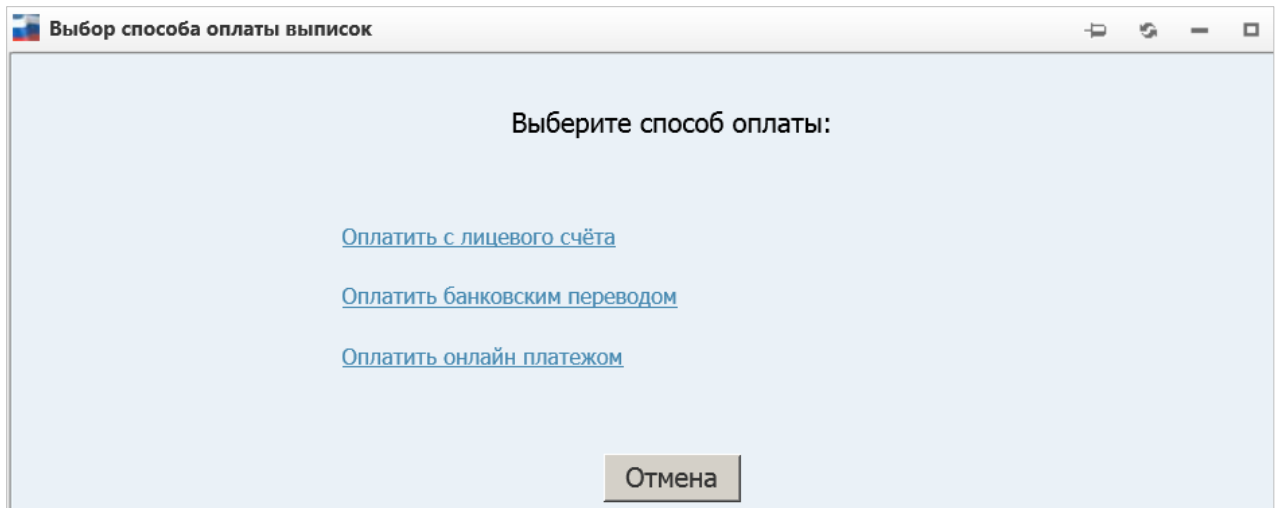 Выбор способа оплаты выписок
Выберите способ оплаты:
Оплатить с лицевого счёта
Оплатить банковским переводом
Оплатить онлайн платежом
Отмена